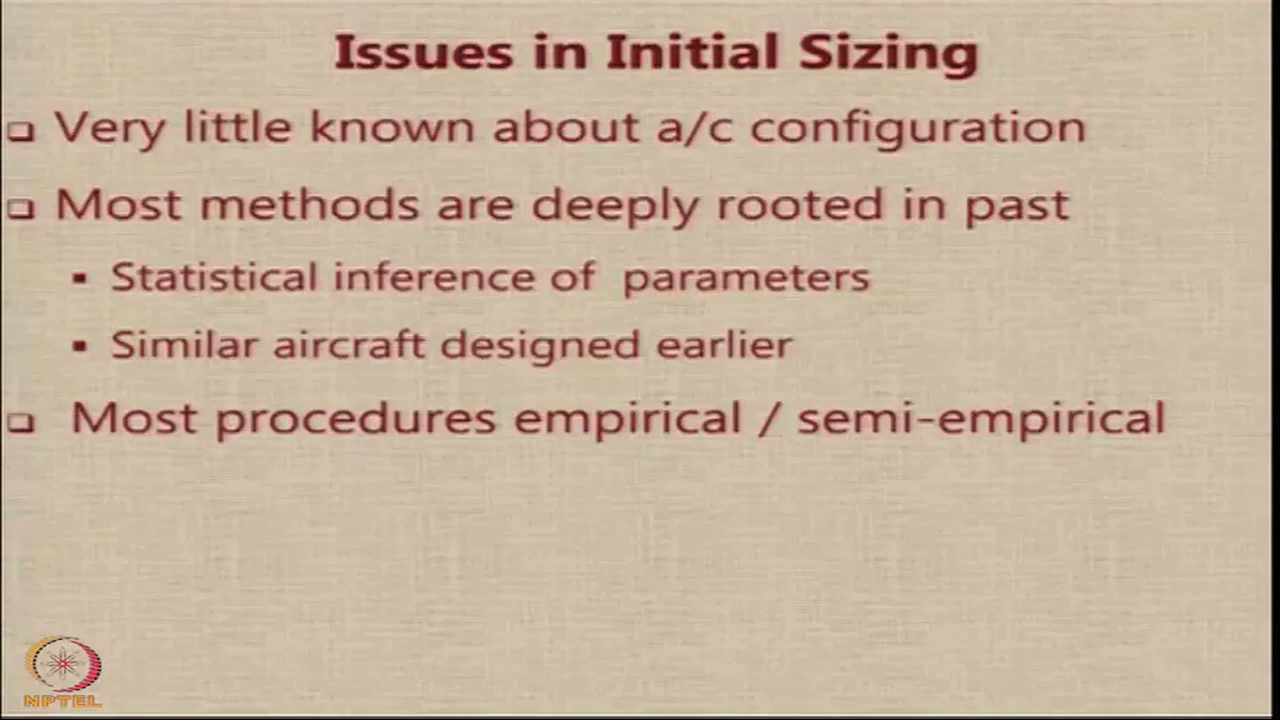 Issues in Initial Sizing
Very little known about a/c configuration
Most methods are deeply rooted in past
Statistical inference of parameters
Similar aircraft designed earlier
Most procedures empirical / semi-empirical
NPTEL